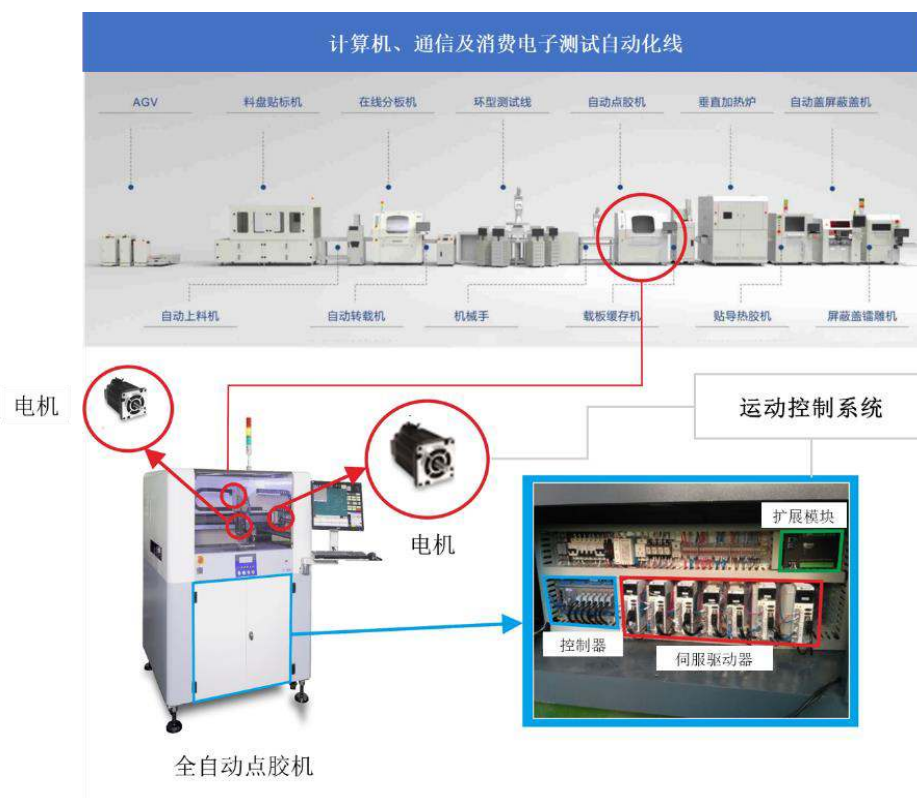 计算机、通信及消费电子测试自动化线
AGV
料盘贴标机
在线分板机
环型测试线
自动点胶机
垂直加热炉
自动盖屏蔽盖机
自动上料机
自动转载机
机械手
载板缓存机
贴导热胶机
屏蔽盖镭雕机
电机
运动控制系统
扩展模块
电机
控制器
伺服驱动器
全自动点胶机